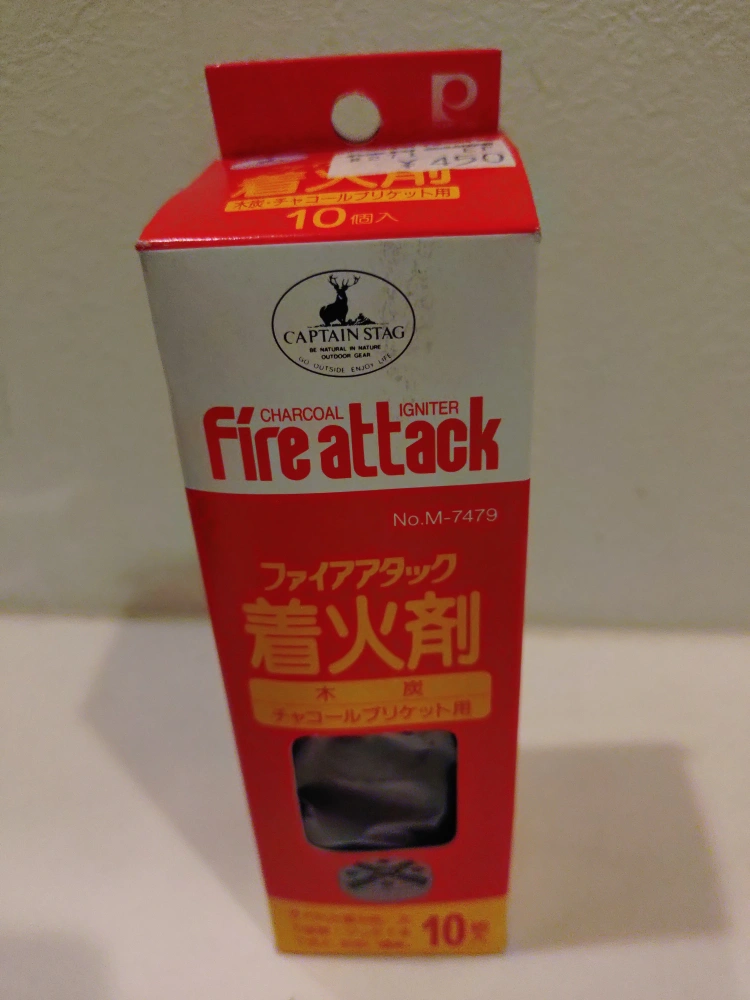 P
¥ 450
着火剤
木炭・チャコールブリケット用
10個入
CAPTAIN STAG
BE NATURAL IN NATURE
OUTDOOR GEAR
GO OUTSIDE ENJOY LIFE
CHARCOAL IGNITER
Fire attack
No.M-7479
ファイアアタック
着火剤
木炭
チャコールブリケット用
10